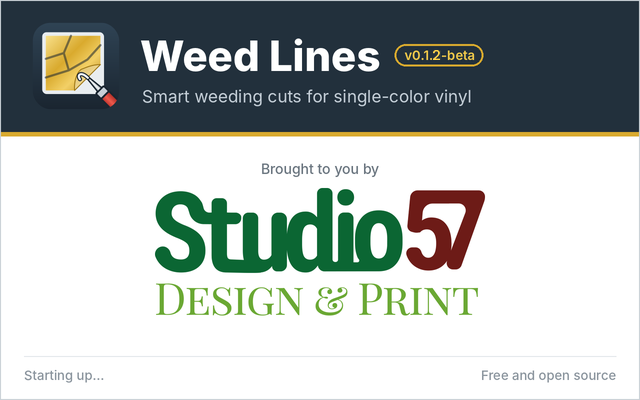 Weed Lines
v0.1.2-beta
Smart weeding cuts for single-color vinyl
Brought to you by
Studio57
DESIGN & PRINT
Starting up...
Free and open source